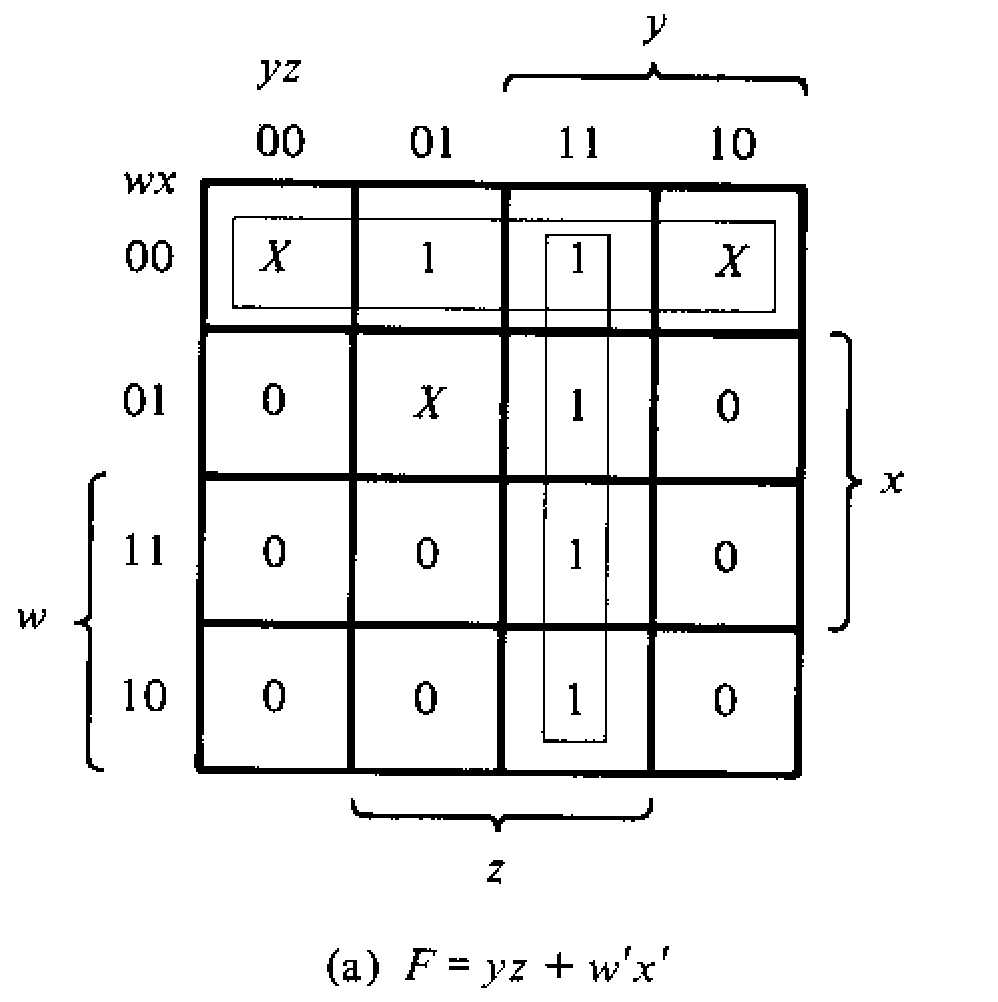 y
yz
00 01 11 10
wx
00 X 1 1 X
01 0 X 1 0
x
11 0 0 1 0
w
10 0 0 1 0
z
(a) F = yz + w'x'